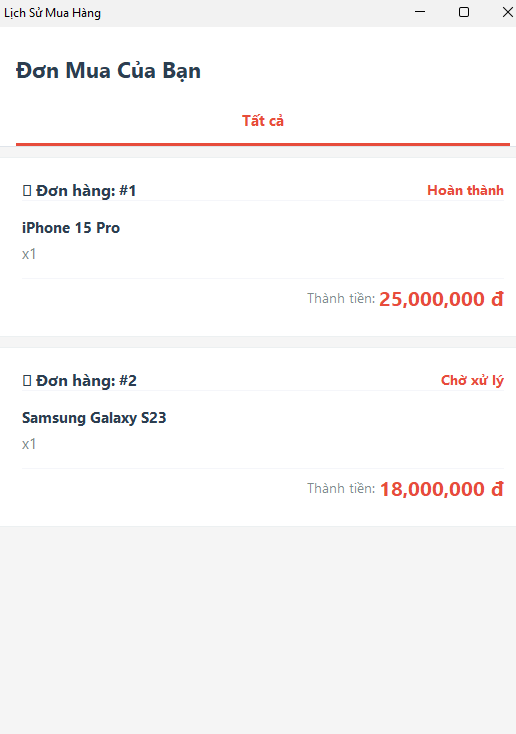 Lịch Sử Mua Hàng
Đơn Mua Của Bạn
Tất cả
Đơn hàng: #1 Hoàn thành
iPhone 15 Pro
x1
Thành tiền: 25,000,000 đ
Đơn hàng: #2 Chờ xử lý
Samsung Galaxy S23
x1
Thành tiền: 18,000,000 đ